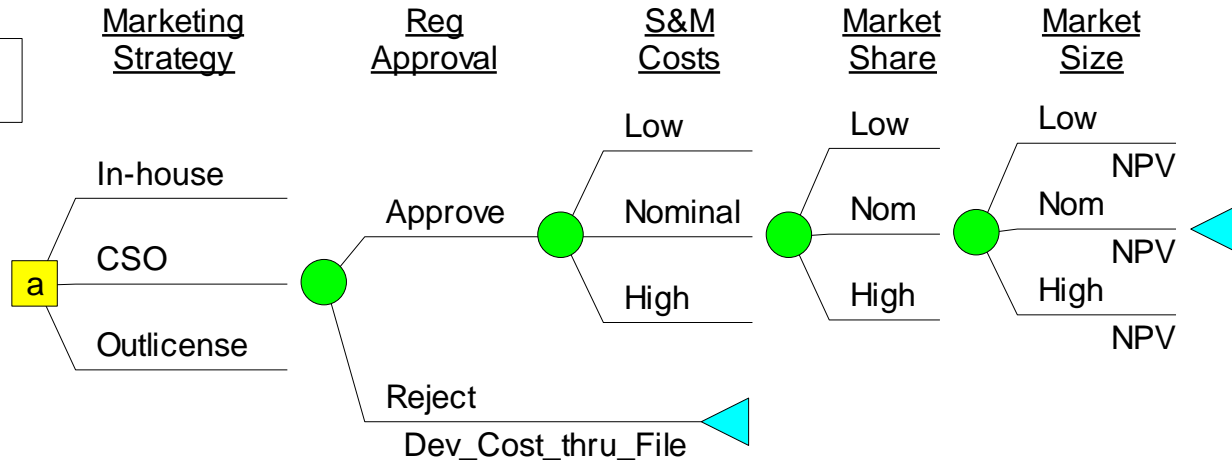 Marketing
Strategy
Reg
Approval
S&M
Costs
Market
Share
Market
Size
In-house
CSO
Outlicense
a
Approve
Reject
Dev_Cost_thru_File
Low
Nominal
High
Low
Nom
High
Low
NPV
Nom
NPV
High
NPV